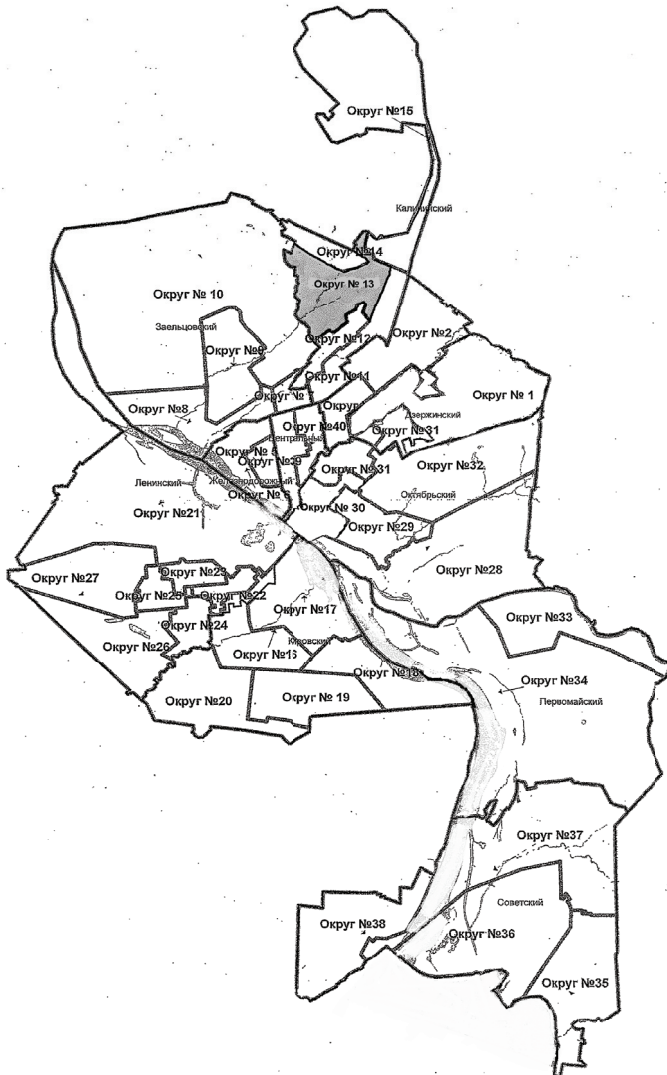 Округ №15
Калининский
Округ №14
Округ № 13
Округ № 10
Заельцовский
Округ №12
Округ №2
Округ №9
Округ №11
Округ № 1
Округ №
Округ
Округ №8
Дзержинский
Округ №40
Округ №31
Центральный
Округ № 5
Округ №39
Округ №31
Округ №32
Железнодорожный
Ленинский
Округ № 6
Октябрьский
Округ №21
Округ № 30
Округ №29
Округ №28
Округ №23
Округ №27
Округ №25
Округ №22
Округ №17
Округ №33
Округ №24
Кировский
Округ №26
Округ №16
Округ №18
Округ №34
Округ №20
Округ № 19
Первомайский
Округ №37
Советский
Округ №38
Округ №36
Округ №35